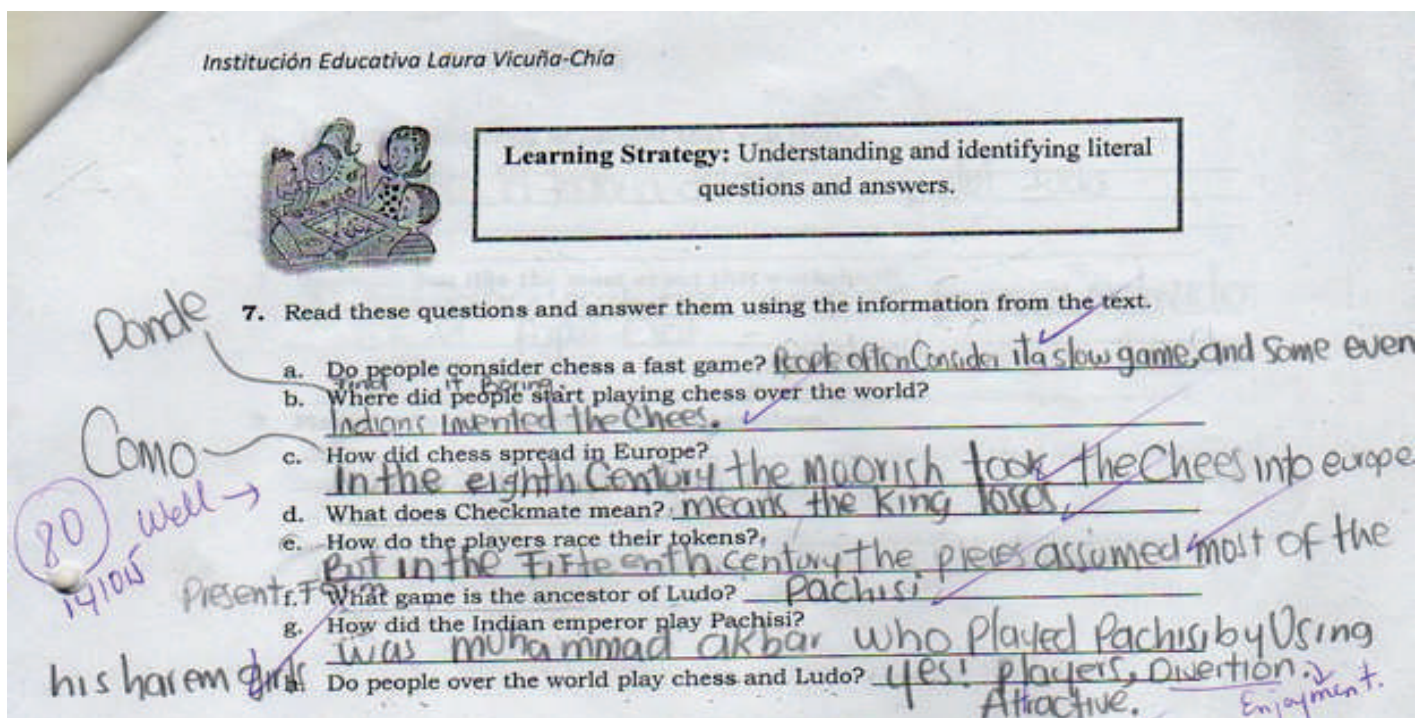 Institución Educativa Laura Vicuña-Chía
Learning Strategy: Understanding and identifying literal
questions and answers.
Donde
7. Read these questions and answer them using the information from the text.
a. Do people consider chess a fast game? People often Consider it a slow game, and Some even
Find it Boring.
b. Where did people start playing chess over the world?
Indians Invented the Chees.
Como
c. How did chess spread in Europe?
In the eighth Century the moorish took the Chees into europe
80 Well →
d. What does Checkmate mean? means the King loses
e. How do the players race their tokens?
But in the Fifteenth century the pieces assumed most of the
Present
f. What game is the ancestor of Ludo? Pachisi
g. How did the Indian emperor play Pachisi?
was muhammad akbar who Played Pachisi by Using
his harem girls
h. Do people over the world play chess and Ludo? yes! players, Divertion.
Attractive. Enjoyment.